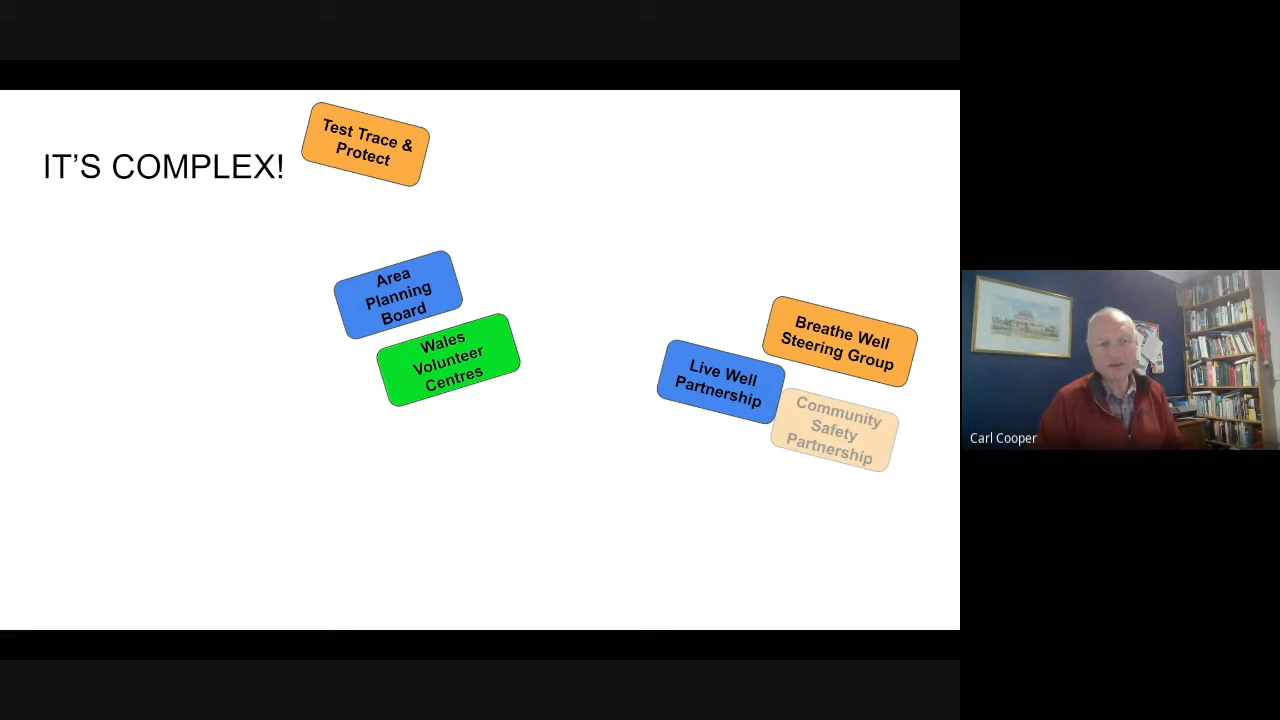 IT’S COMPLEX!
Test Trace &
Protect
Area
Planning
Board
Wales
Volunteer
Centres
Breathe Well
Steering Group
Live Well
Partnership
Community
Safety
Partnership
Carl Cooper